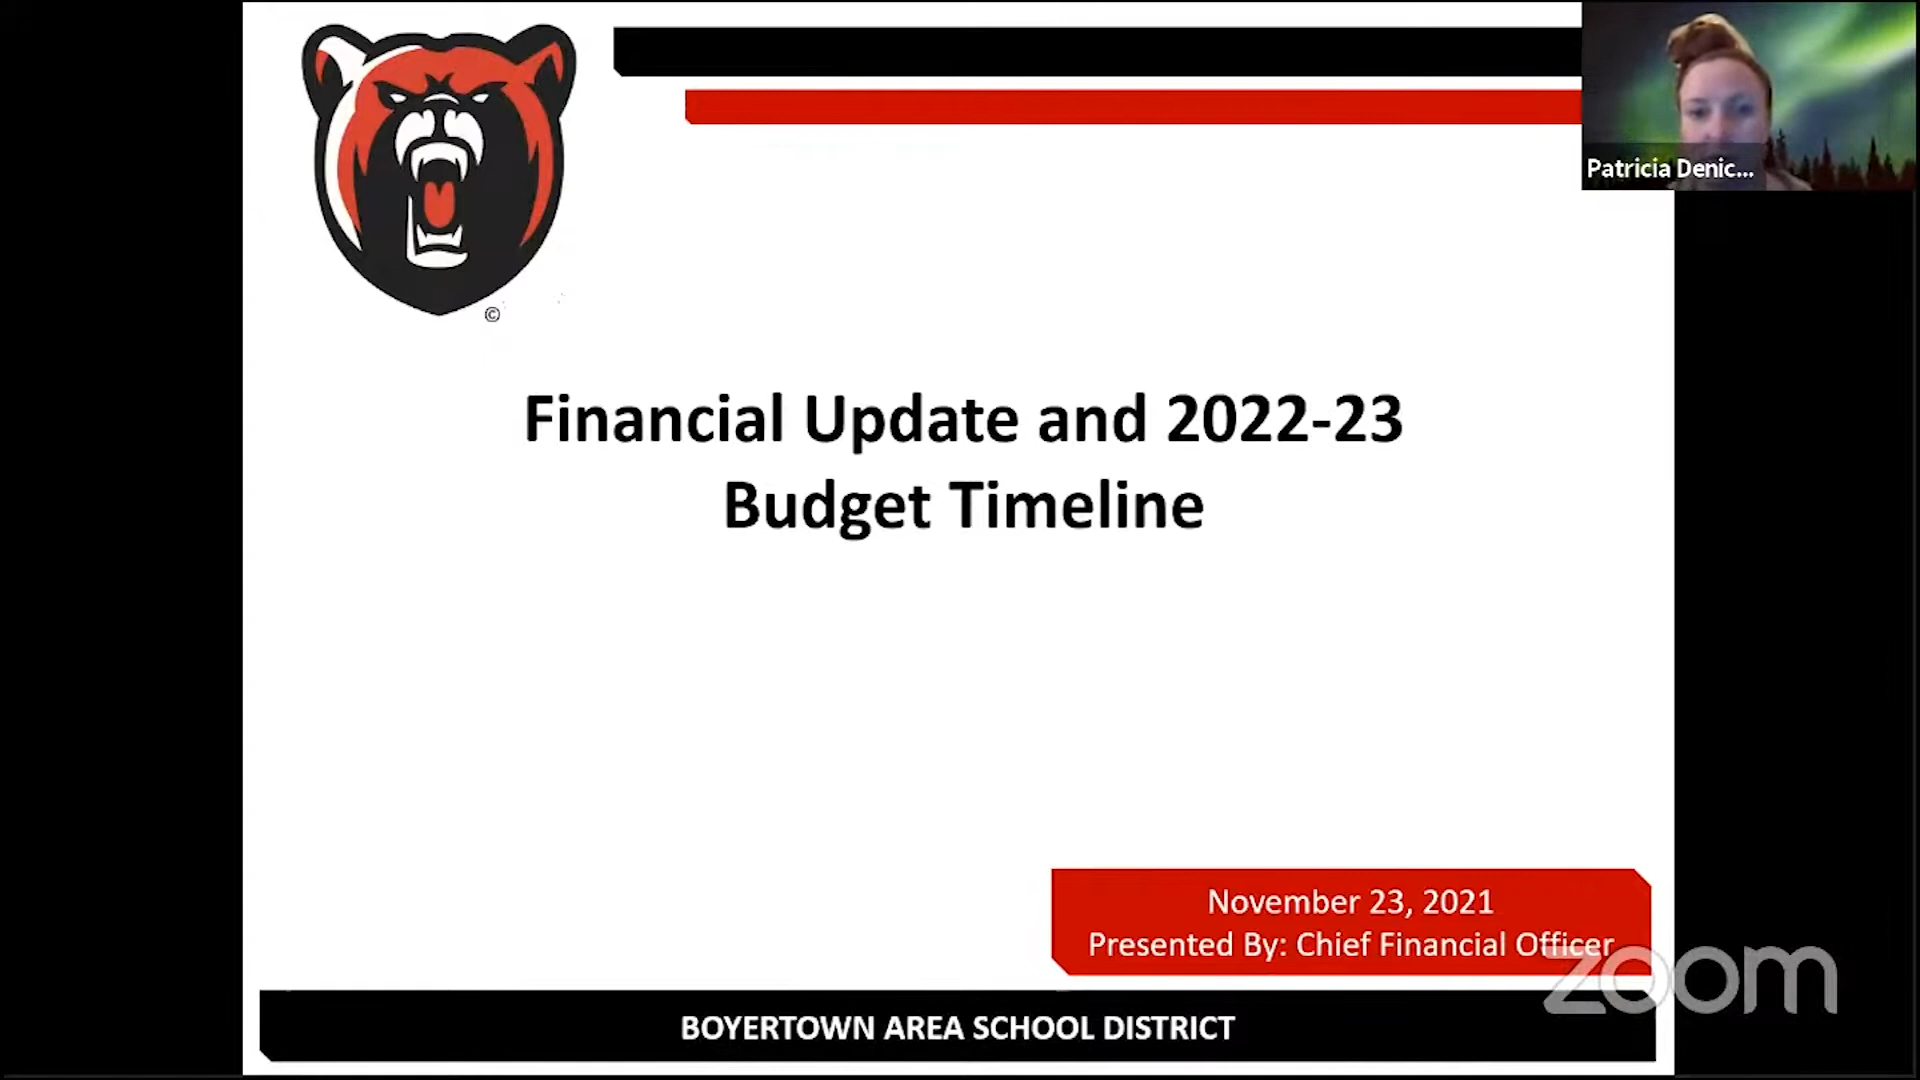 Patricia Denic...
©
Financial Update and 2022-23
Budget Timeline
November 23, 2021
Presented By: Chief Financial Officer
zoom
BOYERTOWN AREA SCHOOL DISTRICT